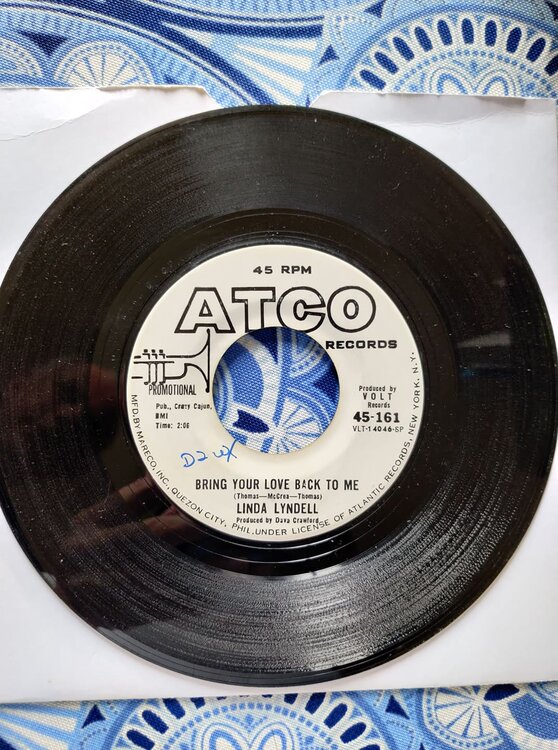 45 RPM
ATCO
RECORDS
PROMOTIONAL
Pub., Crazy Cajun,
BMI
Time: 2:06
Produced by
VOLT
Records
45-161
VLT-14046-SP
BRING YOUR LOVE BACK TO ME
(Thomas—McCrea—Thomas)
LINDA LYNDELL
Produced by Dava Crawford
MFD. BY MARECO, INC., QUEZON CITY, PHIL. UNDER LICENSE OF ATLANTIC RECORDS, NEW YORK, N.Y.